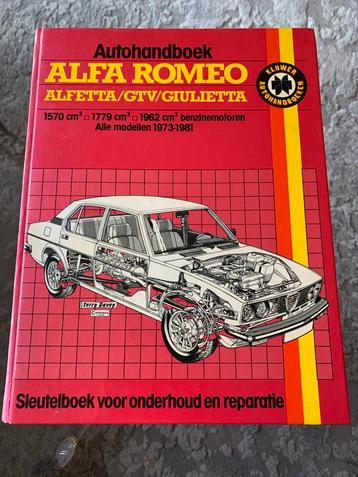 Autohandboek
ALFA ROMEO
ALFETTA/GTV/GIULIETTA
KLUWER
AUTOHANDBOEKEN
1570 cm³ □ 1779 cm³ □ 1962 cm³ benzinemotoren
Alle modellen 1973-1981
Terry Davey
Sleutelboek voor onderhoud en reparatie